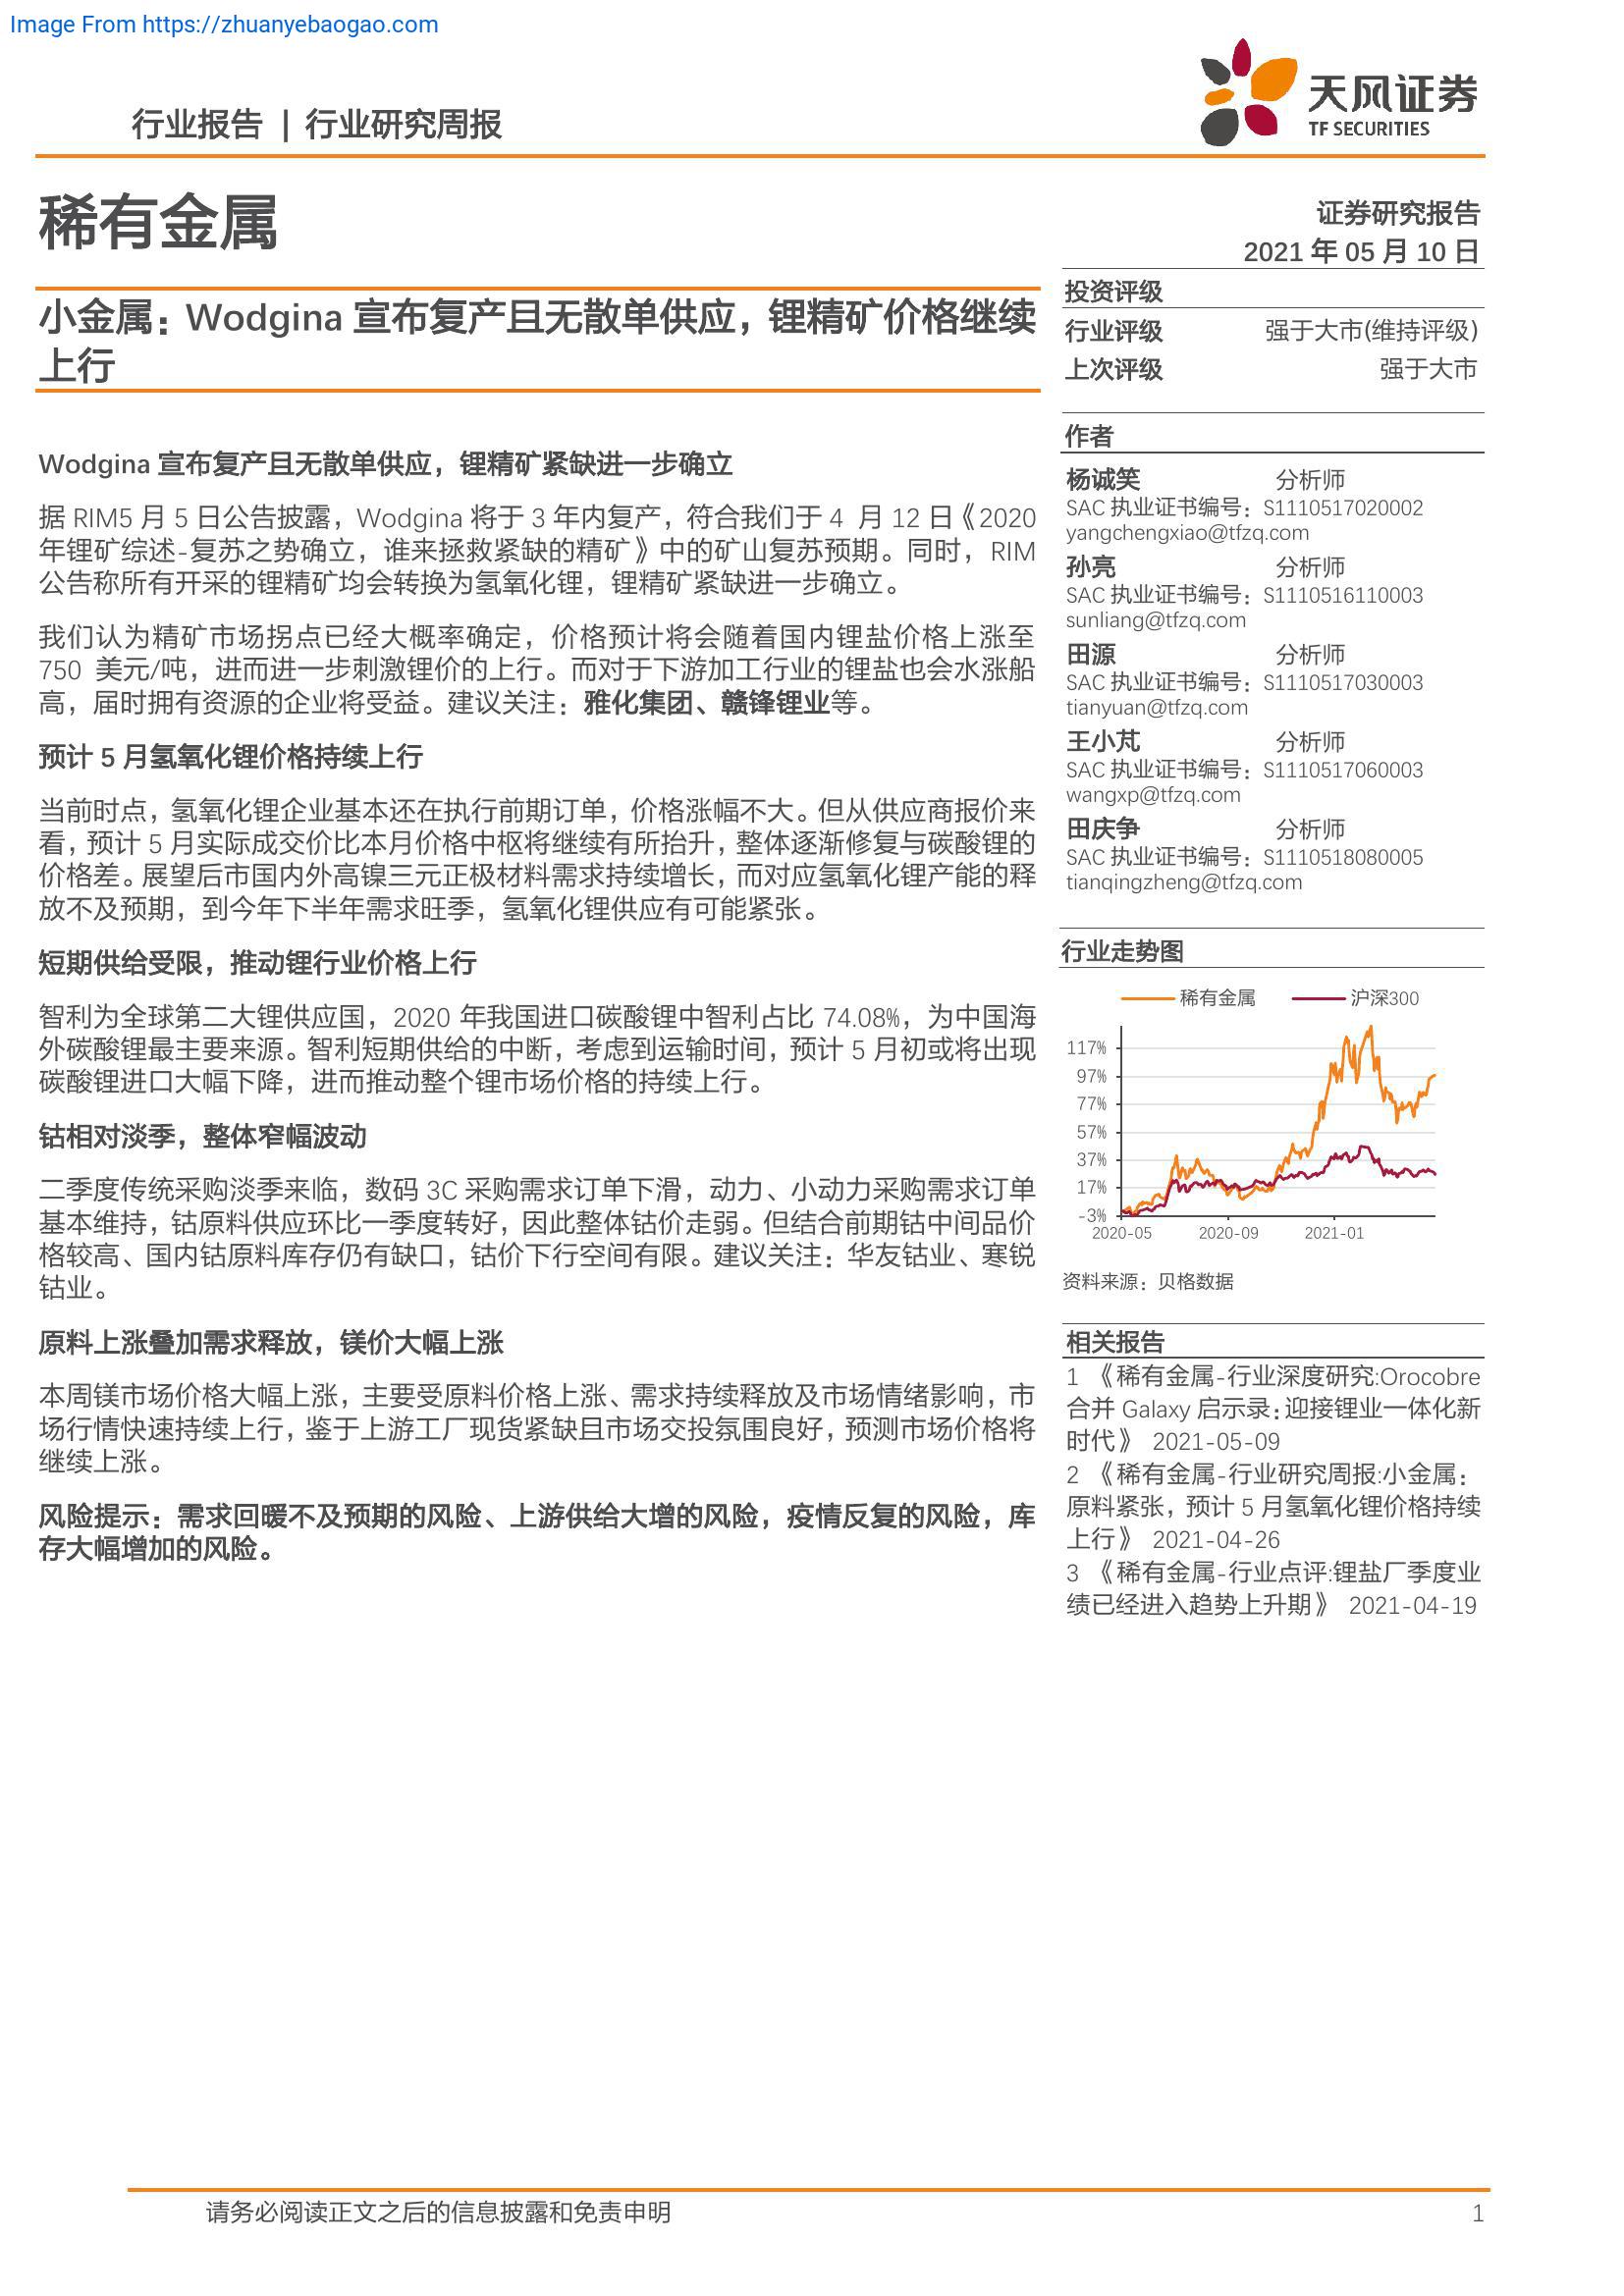 Image From https://zhuanyebaogao.com
行业报告 | 行业研究周报
天风证券
TF SECURITIES
稀有金属
证券研究报告
2021 年 05 月 10 日
小金属：Wodgina 宣布复产且无散单供应，锂精矿价格继续
上行
Wodgina 宣布复产且无散单供应，锂精矿紧缺进一步确立
据 RIM5 月 5 日公告披露，Wodgina 将于 3 年内复产，符合我们于 4 月 12 日《2020
年锂矿综述-复苏之势确立，谁来拯救紧缺的精矿》中的矿山复苏预期。同时，RIM
公告称所有开采的锂精矿均会转换为氢氧化锂，锂精矿紧缺进一步确立。
我们认为精矿市场拐点已经大概率确定，价格预计将会随着国内锂盐价格上涨至
750 美元/吨，进而进一步刺激锂价的上行。而对于下游加工行业的锂盐也会水涨船
高，届时拥有资源的企业将受益。建议关注：雅化集团、赣锋锂业等。
预计 5 月氢氧化锂价格持续上行
当前时点，氢氧化锂企业基本还在执行前期订单，价格涨幅不大。但从供应商报价来
看，预计 5 月实际成交价比本月价格中枢将继续有所抬升，整体逐渐修复与碳酸锂的
价格差。展望后市国内外高镍三元正极材料需求持续增长，而对应氢氧化锂产能的释
放不及预期，到今年下半年需求旺季，氢氧化锂供应有可能紧张。
短期供给受限，推动锂行业价格上行
智利为全球第二大锂供应国，2020 年我国进口碳酸锂中智利占比 74.08%，为中国海
外碳酸锂最主要来源。智利短期供给的中断，考虑到运输时间，预计 5 月初或将出现
碳酸锂进口大幅下降，进而推动整个锂市场价格的持续上行。
钴相对淡季，整体窄幅波动
二季度传统采购淡季来临，数码 3C 采购需求订单下滑，动力、小动力采购需求订单
基本维持，钴原料供应环比一季度转好，因此整体钴价走弱。但结合前期钴中间品价
格较高、国内钴原料库存仍有缺口，钴价下行空间有限。建议关注：华友钴业、寒锐
钴业。
原料上涨叠加需求释放，镁价大幅上涨
本周镁市场价格大幅上涨，主要受原料价格上涨、需求持续释放及市场情绪影响，市
场行情快速持续上行，鉴于上游工厂现货紧缺且市场交投氛围良好，预测市场价格将
继续上涨。
风险提示：需求回暖不及预期的风险、上游供给大增的风险，疫情反复的风险，库
存大幅增加的风险。
投资评级
行业评级 强于大市(维持评级)
上次评级 强于大市
作者
杨诚笑 分析师
SAC 执业证书编号：S1110517020002
yangchengxiao@tfzq.com
孙亮 分析师
SAC 执业证书编号：S1110516110003
sunliang@tfzq.com
田源 分析师
SAC 执业证书编号：S1110517030003
tianyuan@tfzq.com
王小芃 分析师
SAC 执业证书编号：S1110517060003
wangxp@tfzq.com
田庆争 分析师
SAC 执业证书编号：S1110518080005
tianqingzheng@tfzq.com
行业走势图
稀有金属 沪深300
117%
97%
77%
57%
37%
17%
-3%
2020-05 2020-09 2021-01
资料来源：贝格数据
相关报告
1 《稀有金属-行业深度研究:Orocobre
合并 Galaxy 启示录：迎接锂业一体化新
时代》 2021-05-09
2 《稀有金属-行业研究周报:小金属：
原料紧张，预计 5 月氢氧化锂价格持续
上行》 2021-04-26
3 《稀有金属-行业点评:锂盐厂季度业
绩已经进入趋势上升期》 2021-04-19
请务必阅读正文之后的信息披露和免责申明 1